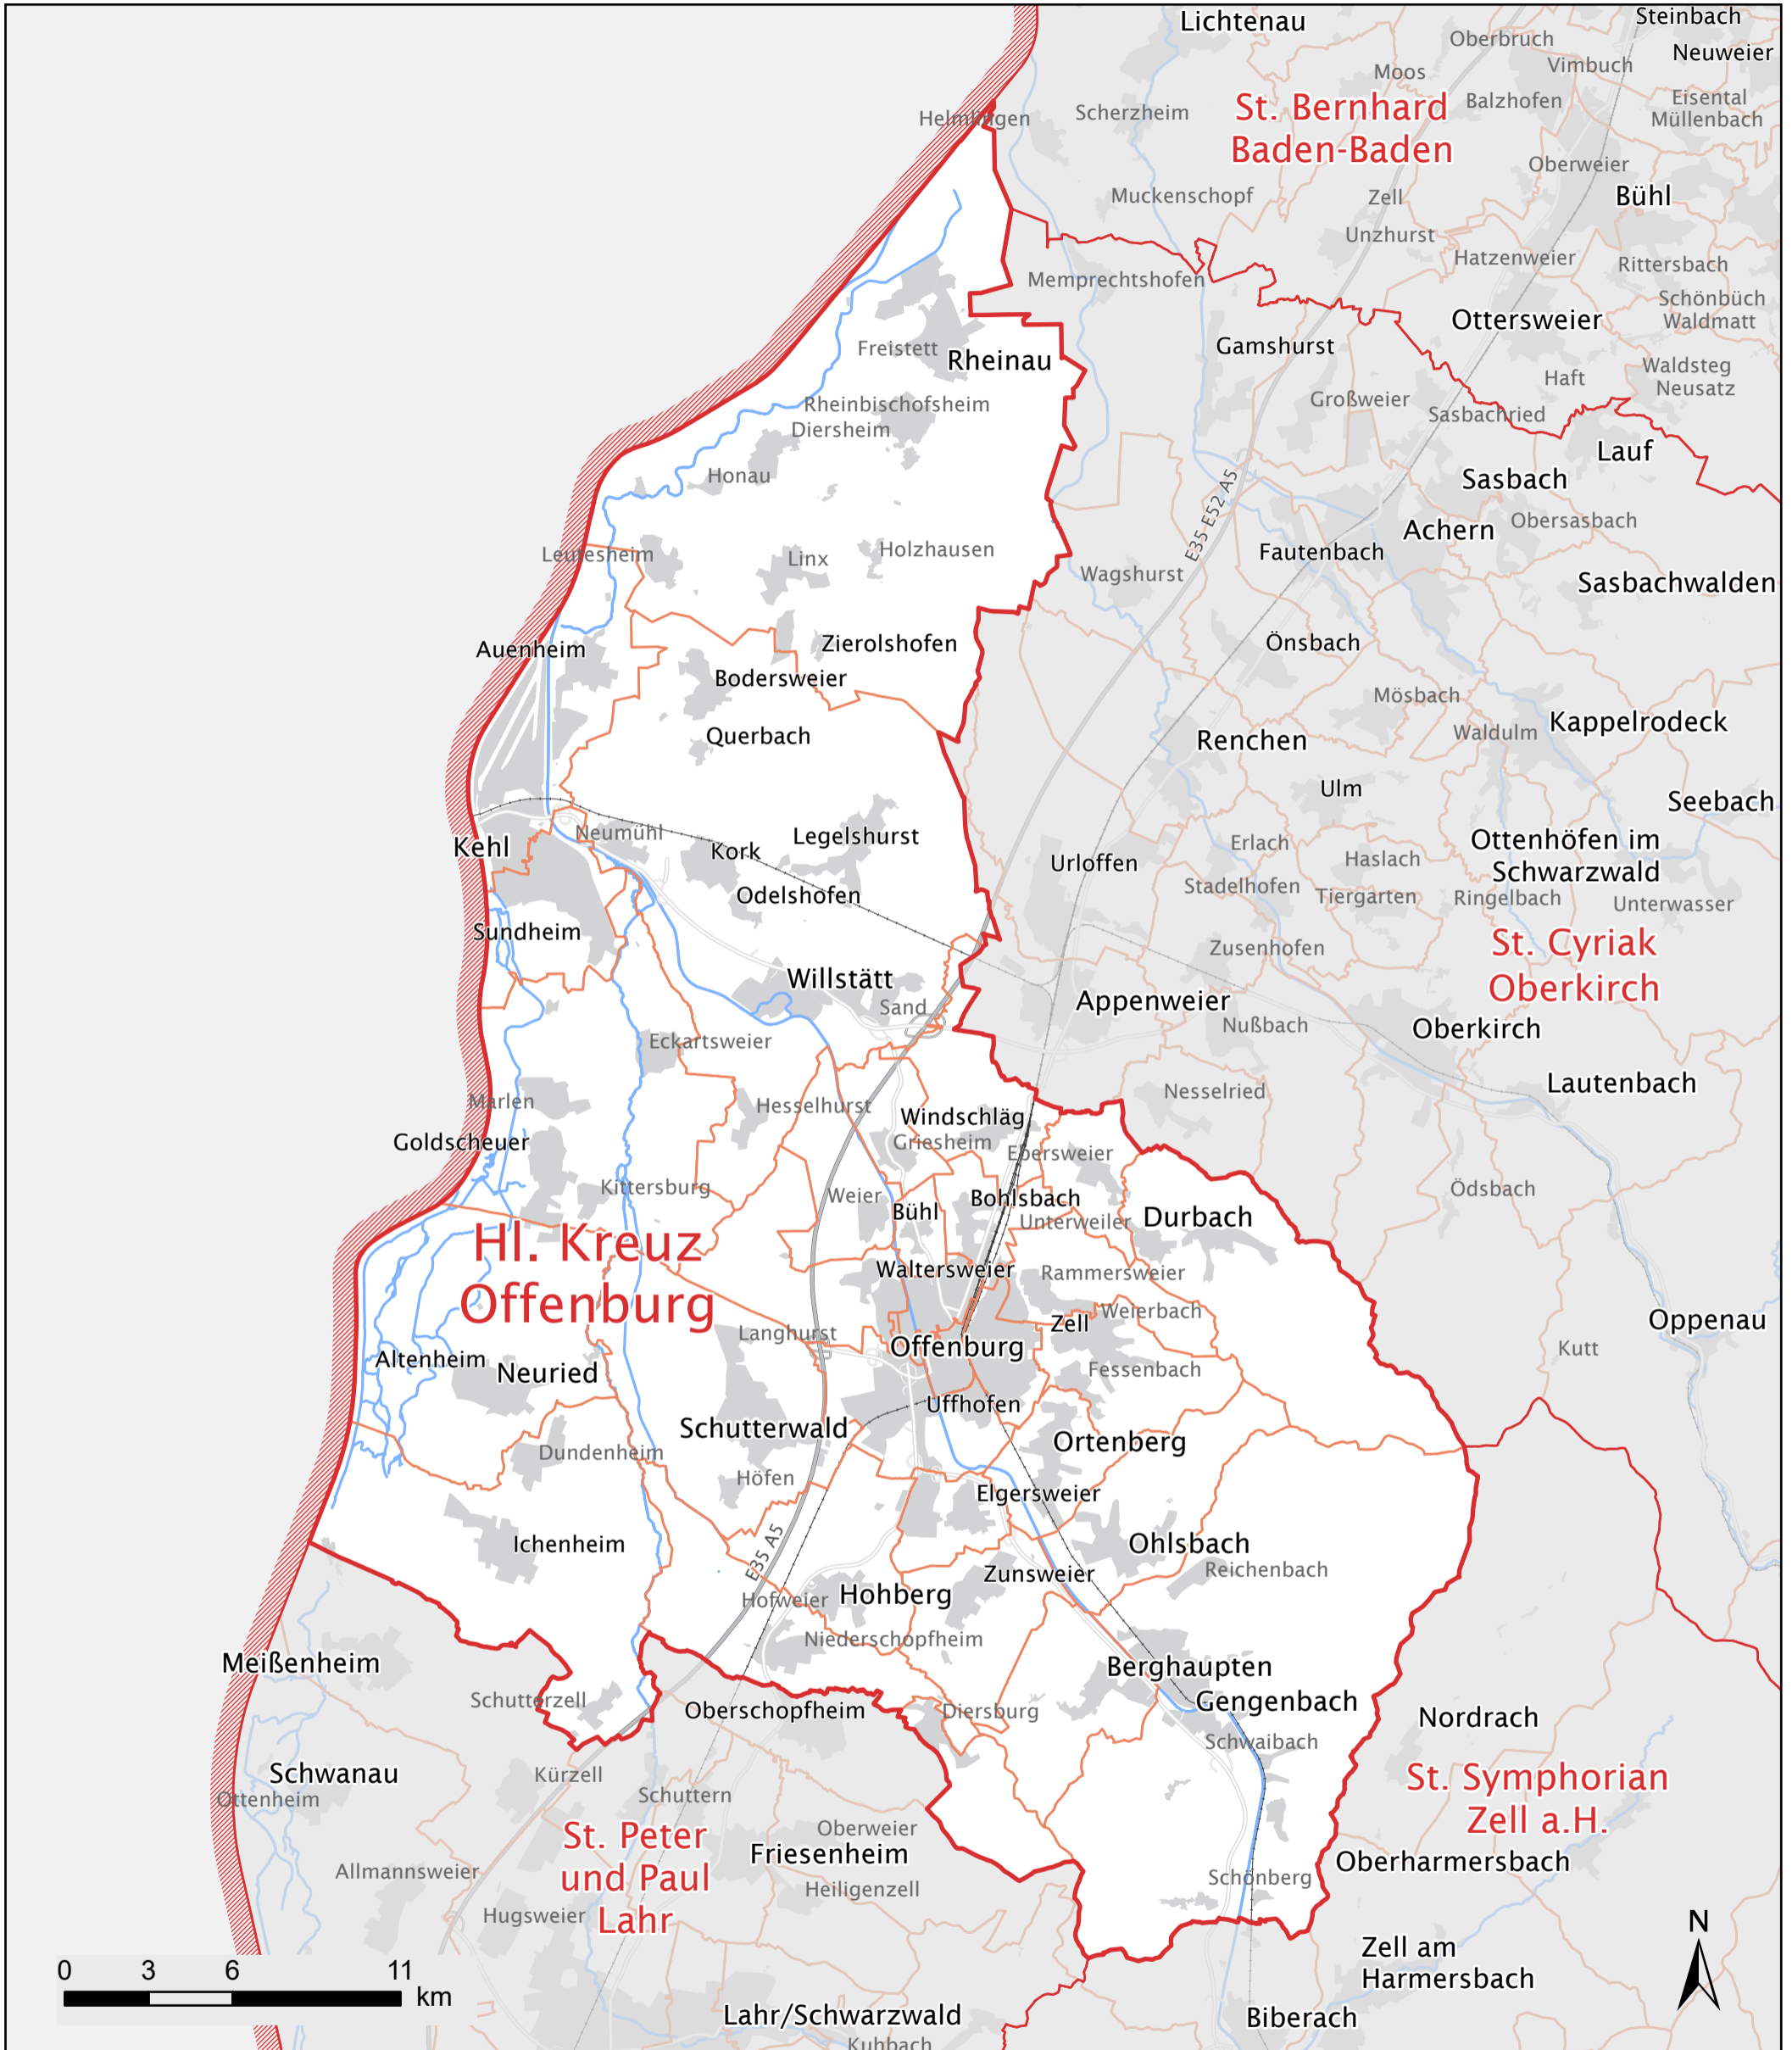 Lichtenau
Steinbach
Oberbruch
Neuweier
Vimbuch
Moos
St. Bernhard
Baden-Baden
Balzhofen
Eisental
Müllenbach
Helmlingen
Scherzheim
Oberweier
Muckenschopf
Zell
Bühl
Unzhurst
Hatzenweier
Rittersbach
Memprechtshofen
Schönbüch
Waldmatt
Ottersweier
Gamshurst
Freistett
Rheinau
Waldsteg
Neusatz
Haft
Großweier
Rheinbischofsheim
Sasbachried
Diersheim
Lauf
Honau
Sasbach
E35 E52 A5
Obersasbach
Achern
Leutesheim
Linx
Holzhausen
Fautenbach
Wagshurst
Sasbachwalden
Auenheim
Zierolshofen
Önsbach
Bodersweier
Mösbach
Kappelrodeck
Querbach
Renchen
Waldulm
Ulm
Seebach
Neumühl
Legelshurst
Kehl
Kork
Erlach
Ottenhöfen im
Schwarzwald
Urloffen
Haslach
Odelshofen
Stadelhofen
Tiergarten
Ringelbach
Unterwasser
Sundheim
Zusenhofen
St. Cyriak
Oberkirch
Willstätt
Sand
Appenweier
Nußbach
Oberkirch
Eckartsweier
Lautenbach
Marlen
Hesselhurst
Nesselried
Windschläg
Goldscheuer
Griesheim
Ebersweier
Kittersburg
Weier
Bohlsbach
Ödsbach
Bühl
Unterweiler
Durbach
Hl. Kreuz
Offenburg
Waltersweier
Rammersweier
Weierbach
Zell
Oppenau
Langhurst
Offenburg
Kutt
Altenheim
Neuried
Fessenbach
Uffhofen
Schutterwald
Ortenberg
Dundenheim
Höfen
Elgersweier
Ichenheim
E35 A5
Ohlsbach
Zunsweier
Reichenbach
Hofweier
Hohberg
Niederschopfheim
Meißenheim
Berghaupten
Schutterzell
Gengenbach
Oberschopfheim
Diersburg
Nordrach
Schwaibach
Schwanau
Kürzell
St. Symphorian
Zell a.H.
Ottenheim
Schuttern
Oberweier
St. Peter
und Paul
Lahr
Friesenheim
Oberharmersbach
Allmannsweier
Heiligenzell
Schönberg
Hugsweier
N
Zell am
Harmersbach
0 3 6 11
km
Lahr/Schwarzwald
Biberach
Kuhbach